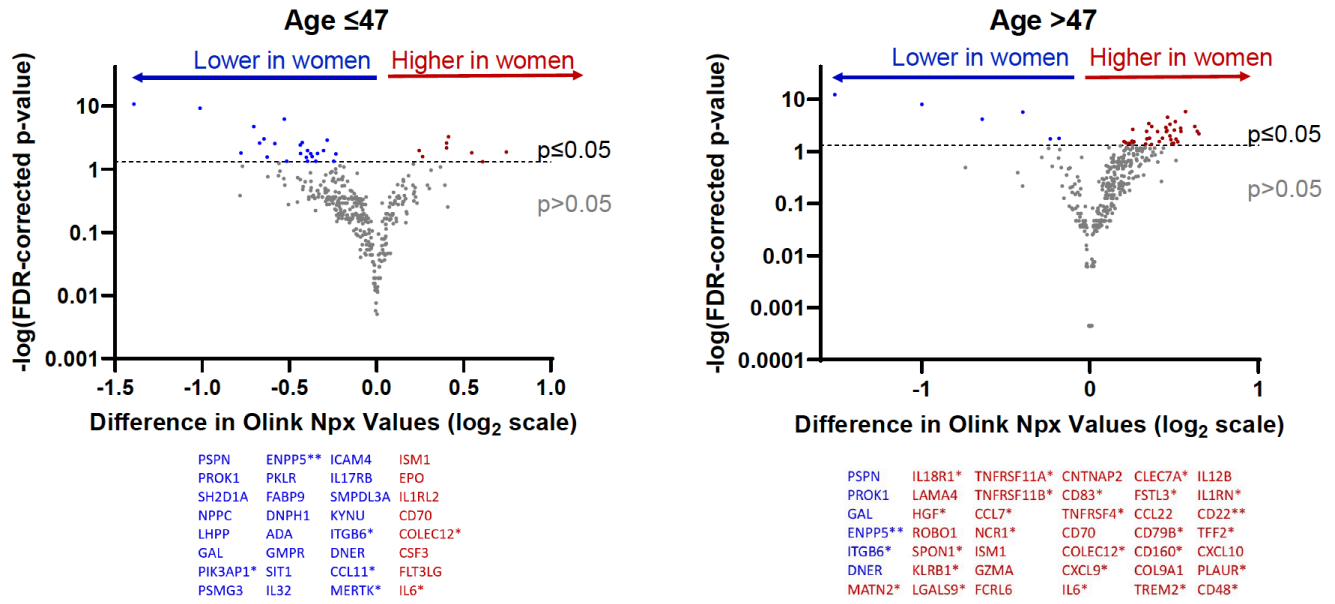 Age ≤47
Lower in women
Higher in women
-log(FDR-corrected p-value)
10
1
0.1
0.01
0.001
p≤0.05
p>0.05
-1.5
-1.0
-0.5
0.0
0.5
1.0
Difference in Olink Npx Values (log2 scale)
PSPN ENPP5** ICAM4 ISM1
PROK1 PKLR IL17RB EPO
SH2D1A FABP9 SMPDL3A IL1RL2
NPPC DNPH1 KYNU CD70
LHPP ADA ITGB6* COLEC12*
GAL GMPR DNER CSF3
PIK3AP1* SIT1 CCL11* FLT3LG
PSMG3 IL32 MERTK* IL6*
Age >47
Lower in women
Higher in women
-log(FDR-corrected p-value)
10
1
0.1
0.01
0.001
0.0001
p≤0.05
p>0.05
-1
0
1
Difference in Olink Npx Values (log2 scale)
PSPN IL18R1* TNFRSF11A* CNTNAP2 CLEC7A* IL12B
PROK1 LAMA4 TNFRSF11B* CD83* FSTL3* IL1RN*
GAL HGF* CCL7* TNFRSF4* CCL22 CD22**
ENPP5** ROBO1 NCR1* CD70 CD79B* TFF2*
ITGB6* SPON1* ISM1 COLEC12* CD160* CXCL10
DNER KLRB1* GZMA CXCL9* COL9A1 PLAUR*
MATN2* LGALS9* FCRL6 IL6* TREM2* CD48*